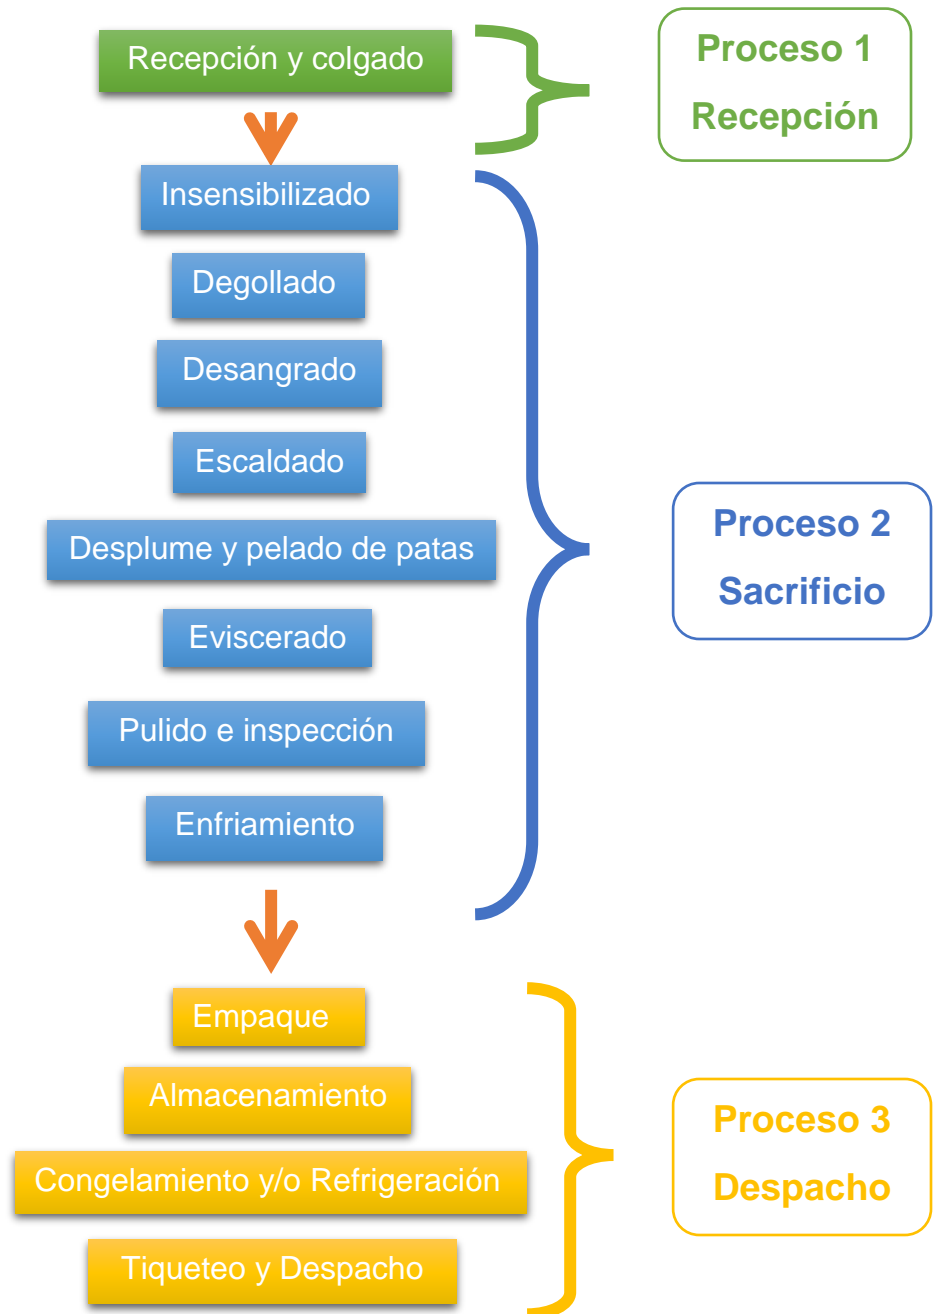 Recepción y colgado
Proceso 1
Recepción
Insensibilizado
Degollado
Desangrado
Escaldado
Desplume y pelado de patas
Eviscerado
Pulido e inspección
Enfriamiento
Proceso 2
Sacrificio
Empaque
Almacenamiento
Congelamiento y/o Refrigeración
Tiqueteo y Despacho
Proceso 3
Despacho